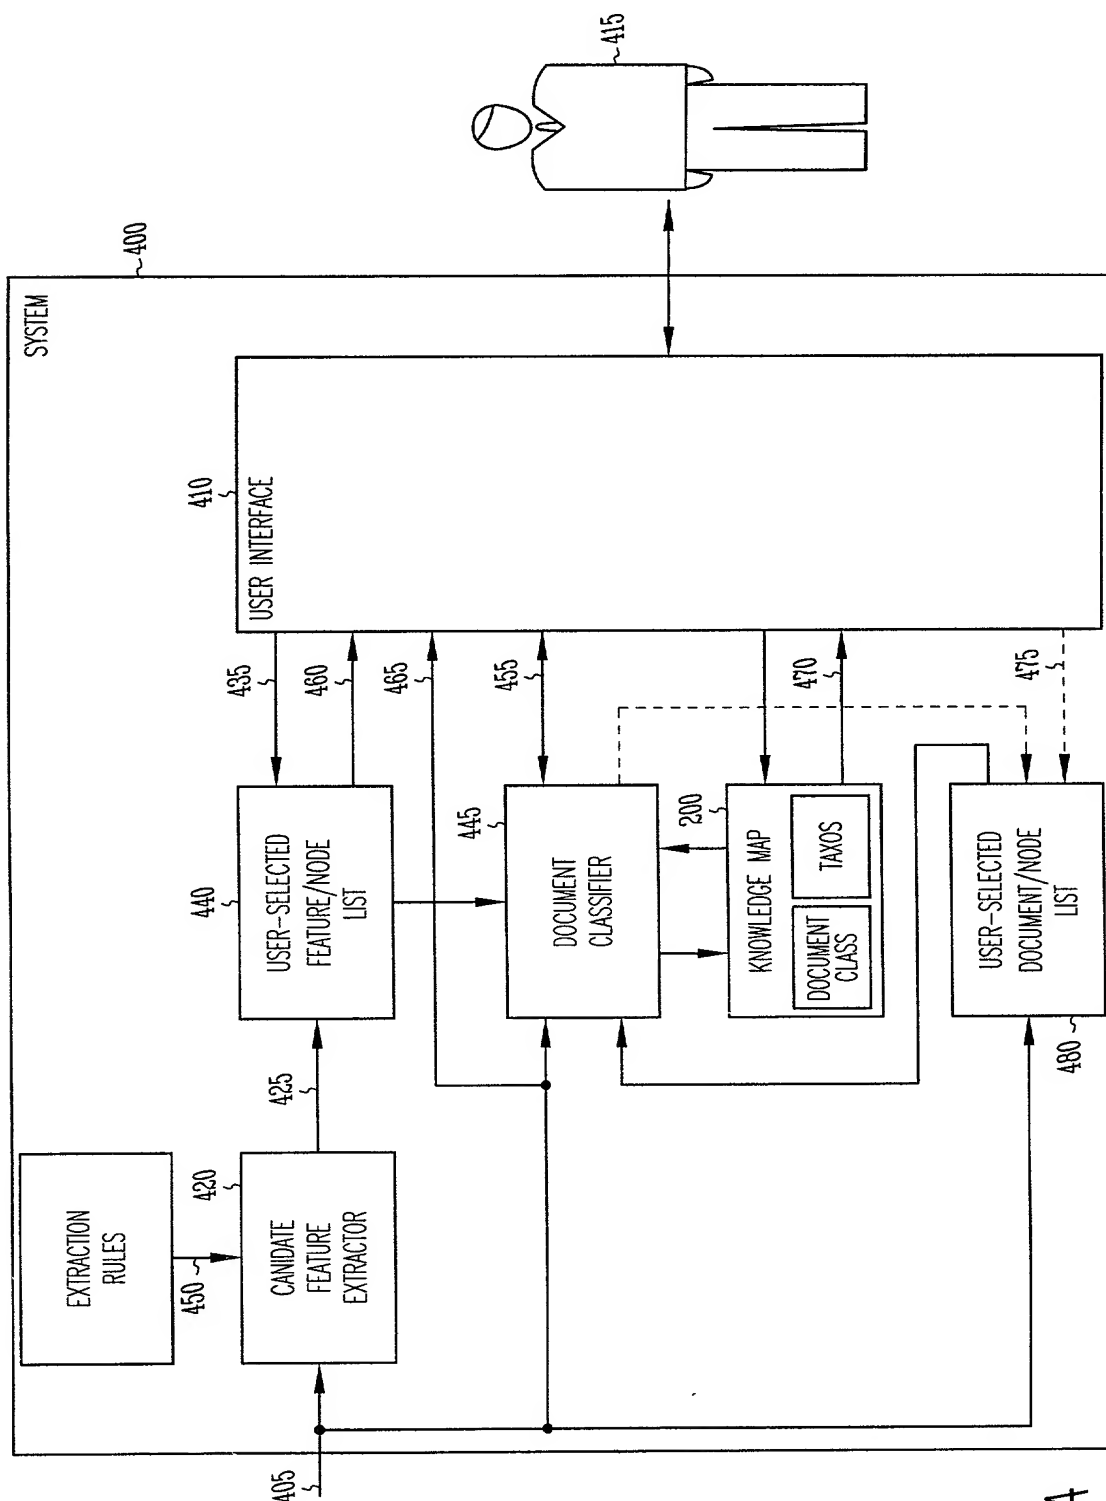 400
SYSTEM
415
410
USER INTERFACE
435
460
465
455
470
475
440
USER-SELECTED
FEATURE/NODE
LIST
445
DOCUMENT
CLASSIFIER
200
KNOWLEDGE MAP
DOCUMENT
CLASS
TAXOS
USER-SELECTED
DOCUMENT/NODE
LIST
480
425
EXTRACTION
RULES
450
420
CANIDATE
FEATURE
EXTRACTOR
405
4